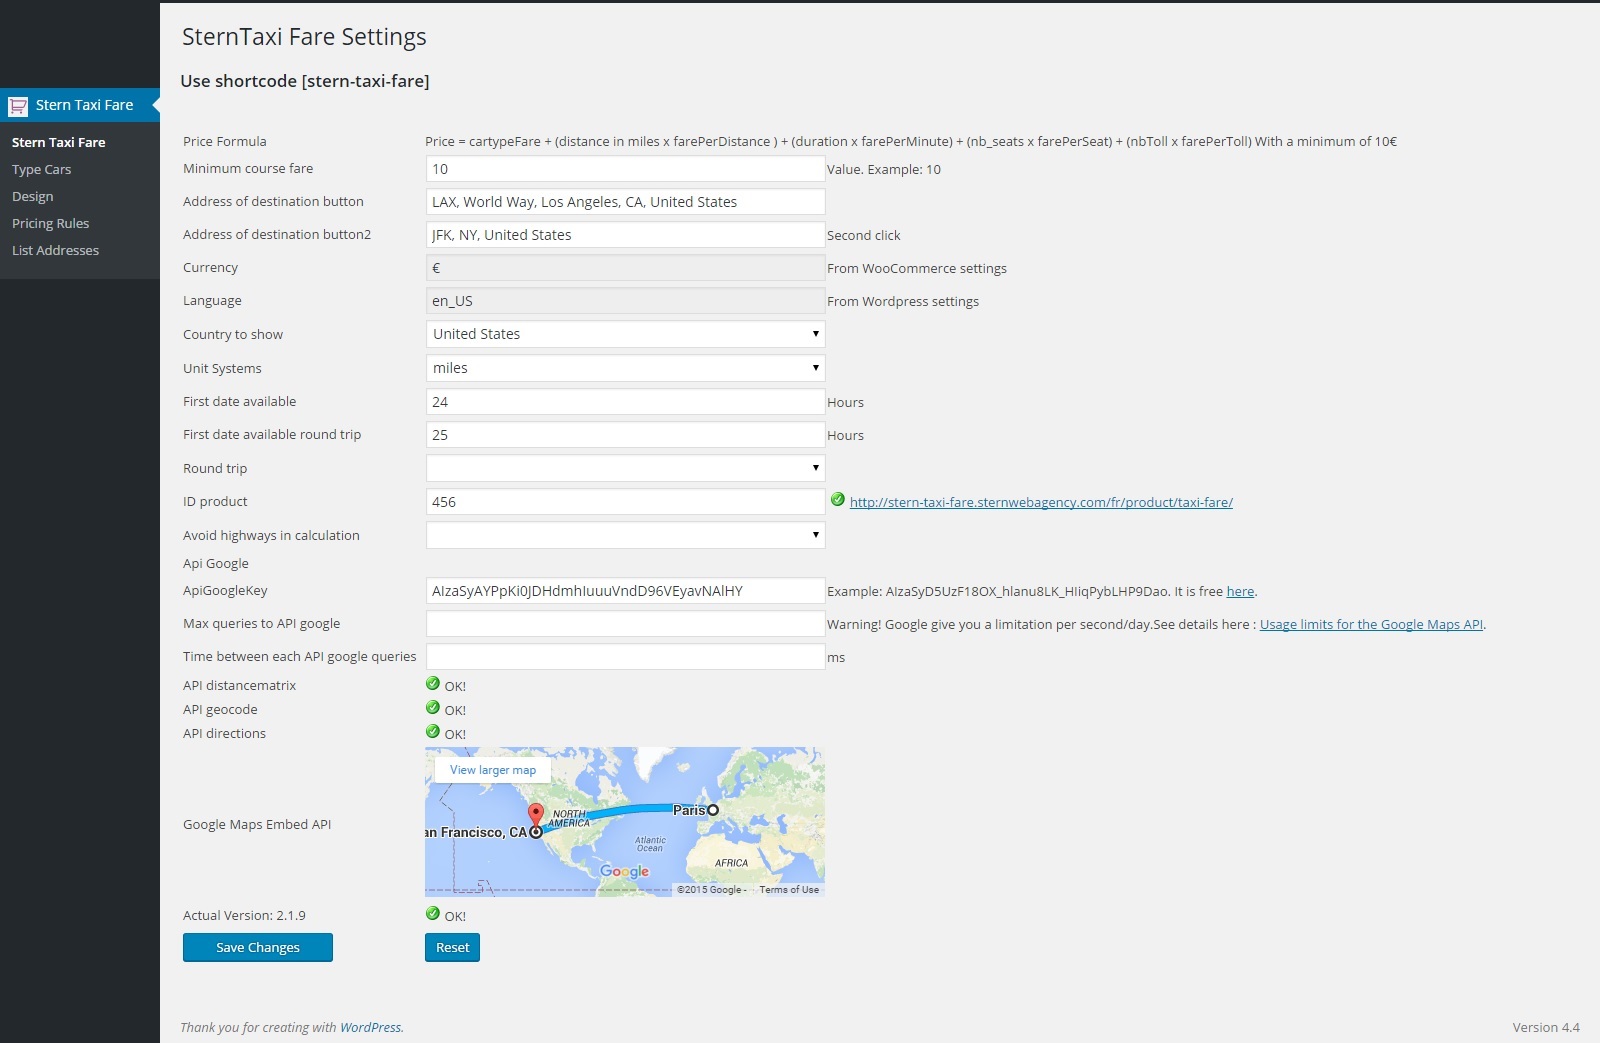 SternTaxi Fare Settings
Use shortcode [stern-taxi-fare]
Stern Taxi Fare
Stern Taxi Fare
Type Cars
Design
Pricing Rules
List Addresses
Price Formula Price = cartypeFare + (distance in miles x farePerDistance ) + (duration x farePerMinute) + (nb_seats x farePerSeat) + (nbToll x farePerToll) With a minimum of 10€
Minimum course fare 10 Value. Example: 10
Address of destination button LAX, World Way, Los Angeles, CA, United States
Address of destination button2 JFK, NY, United States Second click
Currency € From WooCommerce settings
Language en_US From Wordpress settings
Country to show United States
Unit Systems miles
First date available 24 Hours
First date available round trip 25 Hours
Round trip
ID product 456 http://stern-taxi-fare.sternwebagency.com/fr/product/taxi-fare/
Avoid highways in calculation
Api Google
ApiGoogleKey AIzaSyAYPpKi0JDHdmhIuuuVndD96VEyavNAlHY Example: AIzaSyD5UzF18OX_hlanu8LK_HIiqPybLHP9Dao. It is free here.
Max queries to API google Warning! Google give you a limitation per second/day.See details here : Usage limits for the Google Maps API.
Time between each API google queries ms
API distancematrix OK!
API geocode OK!
API directions OK!
View larger map
NORTH AMERICA
Paris
an Francisco, CA
Atlantic Ocean
AFRICA
Google
©2015 Google - Terms of Use
Google Maps Embed API
Actual Version: 2.1.9 OK!
Save Changes Reset
Thank you for creating with WordPress. Version 4.4